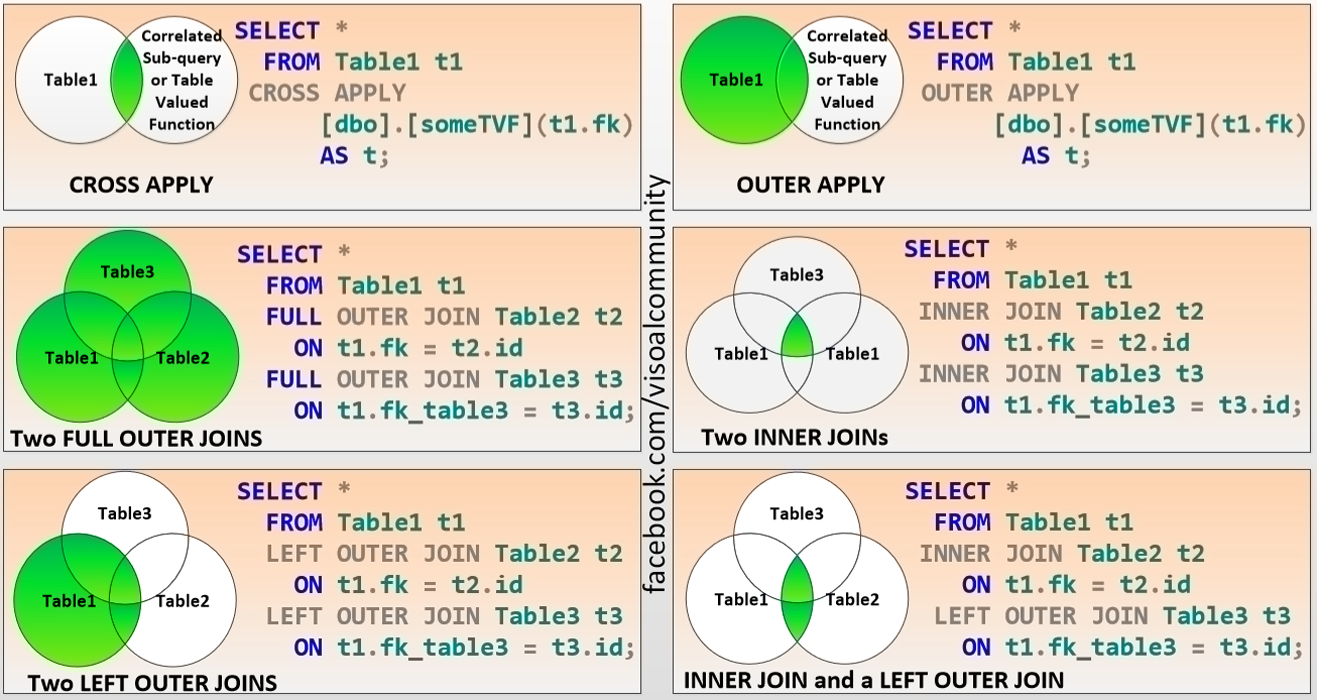 Table1
Correlated
Sub-query
or Table
Valued
Function
SELECT *
FROM Table1 t1
CROSS APPLY
[dbo].[someTVF](t1.fk)
AS t;
CROSS APPLY
Table1
Correlated
Sub-query
or Table
Valued
Function
SELECT *
FROM Table1 t1
OUTER APPLY
[dbo].[someTVF](t1.fk)
AS t;
OUTER APPLY
Table3
Table1
Table2
SELECT *
FROM Table1 t1
FULL OUTER JOIN Table2 t2
ON t1.fk = t2.id
FULL OUTER JOIN Table3 t3
ON t1.fk_table3 = t3.id;
Two FULL OUTER JOINS
Table3
Table1
Table1
SELECT *
FROM Table1 t1
INNER JOIN Table2 t2
ON t1.fk = t2.id
INNER JOIN Table3 t3
ON t1.fk_table3 = t3.id;
Two INNER JOINs
Table3
Table1
Table2
SELECT *
FROM Table1 t1
LEFT OUTER JOIN Table2 t2
ON t1.fk = t2.id
LEFT OUTER JOIN Table3 t3
ON t1.fk_table3 = t3.id;
Two LEFT OUTER JOINS
Table3
Table1
Table2
SELECT *
FROM Table1 t1
INNER JOIN Table2 t2
ON t1.fk = t2.id
LEFT OUTER JOIN Table3 t3
ON t1.fk_table3 = t3.id;
INNER JOIN and a LEFT OUTER JOIN
facebook.com/visoalcommunity